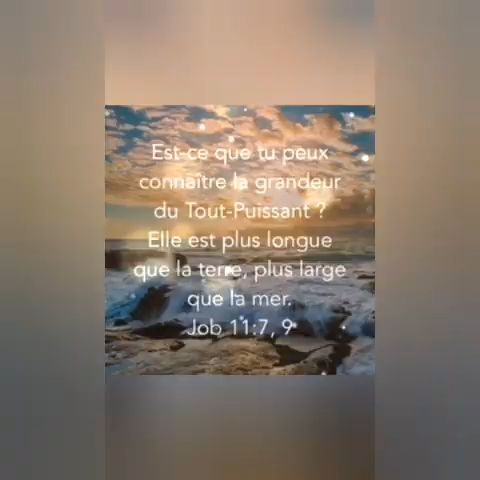 Est-ce que tu peux
connaître la grandeur
du Tout-Puissant ?
Elle est plus longue
que la terre, plus large
que la mer.
Job 11:7, 9